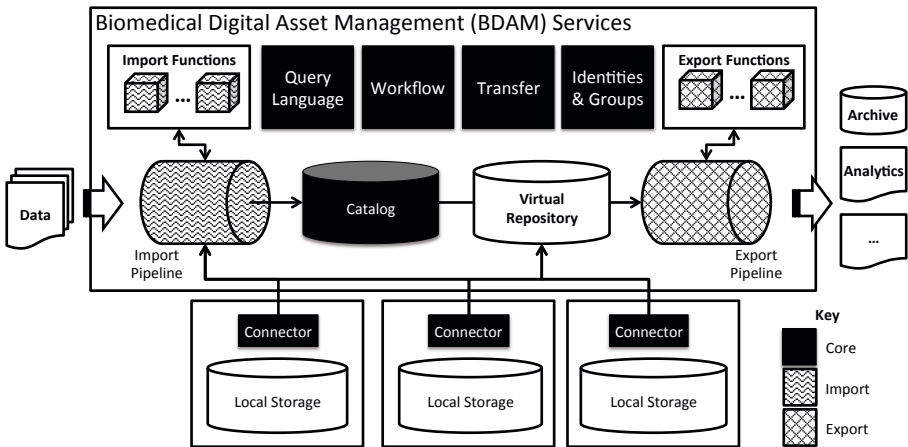 Biomedical Digital Asset Management (BDAM) Services
Import Functions
...
Query
Language
Workflow
Transfer
Identities
& Groups
Export Functions
...
Data
Import
Pipeline
Catalog
Virtual
Repository
Export
Pipeline
Archive
Analytics
...
Connector
Local Storage
Connector
Local Storage
Connector
Local Storage
Key
Core
Import
Export